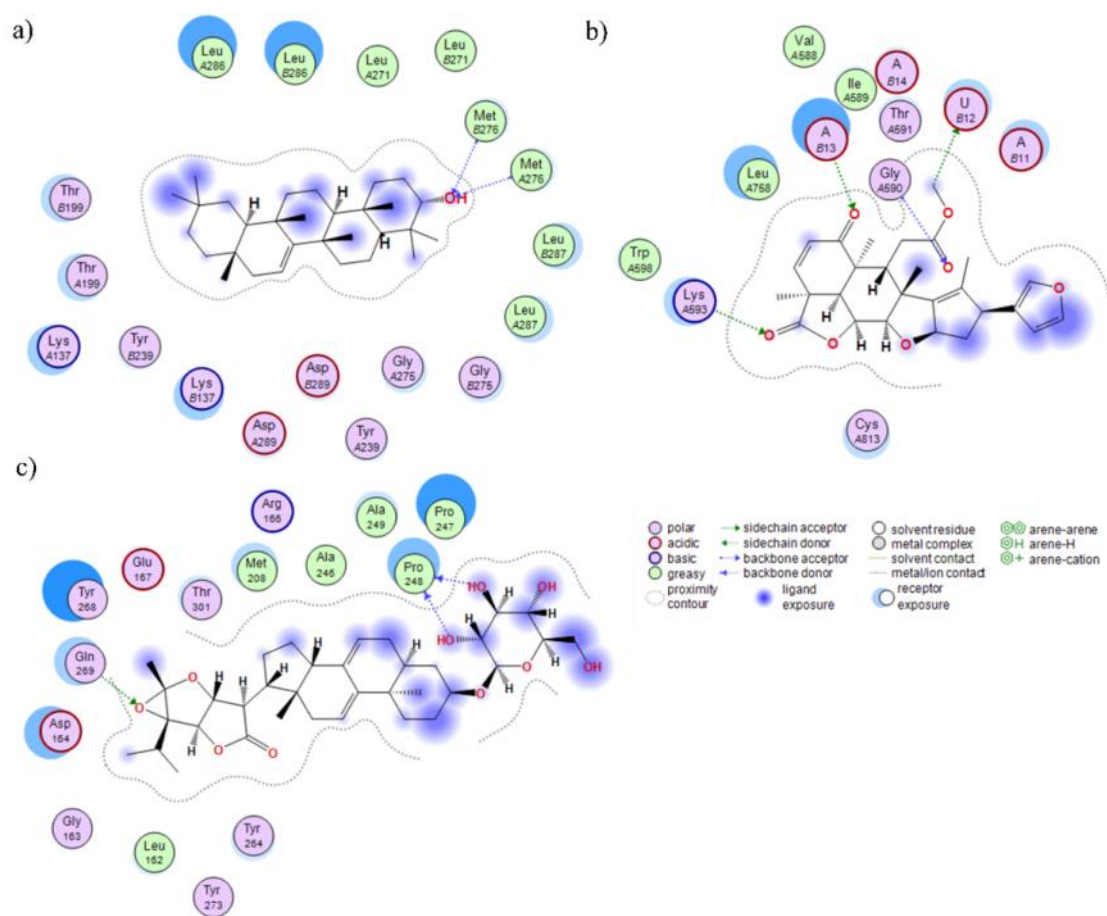 a)
Leu
A286
Leu
B286
Leu
A271
Leu
B271
Met
B276
Met
A276
OH
H
H
H
Thr
B199
Thr
A199
Lys
A137
Tyr
B239
Lys
B137
Asp
A289
Asp
B289
Tyr
A239
Gly
A275
Gly
B275
Leu
A287
Leu
B287
b)
Val
A588
Ile
A589
A
B14
Thr
A591
U
B12
A
B11
A
B13
Leu
A758
Gly
A590
Trp
A598
Lys
A593
Cys
A813
O
O
O
O
O
O
O
H
H
H
H
c)
Arg
166
Ala
249
Pro
247
Glu
167
Met
208
Ala
246
Pro
248
Tyr
268
Thr
301
Gln
269
Asp
164
Gly
163
Leu
162
Tyr
273
Tyr
264
HO
OH
HO
OH
O
O
O
O
O
O
H
H
H
H
H
H
H
H
polar
acidic
basic
greasy
proximity
contour
sidechain acceptor
sidechain donor
backbone acceptor
backbone donor
ligand
exposure
solvent residue
metal complex
solvent contact
metal/ion contact
receptor
exposure
arene-arene
H arene-H
+ arene-cation